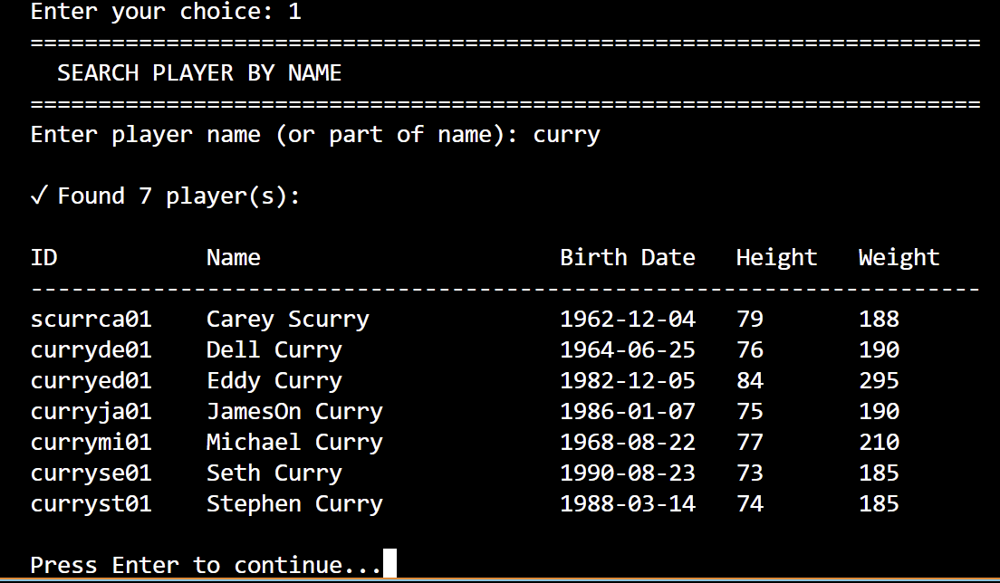 Enter your choice: 1
======================================================================
SEARCH PLAYER BY NAME
======================================================================
Enter player name (or part of name): curry
✓ Found 7 player(s):
ID Name Birth Date Height Weight
----------------------------------------------------------------------
scurrca01 Carey Scurry 1962-12-04 79 188
curryde01 Dell Curry 1964-06-25 76 190
curryed01 Eddy Curry 1982-12-05 84 295
curryja01 JamesOn Curry 1986-01-07 75 190
currymi01 Michael Curry 1968-08-22 77 210
curryse01 Seth Curry 1990-08-23 73 185
curryst01 Stephen Curry 1988-03-14 74 185
Press Enter to continue...